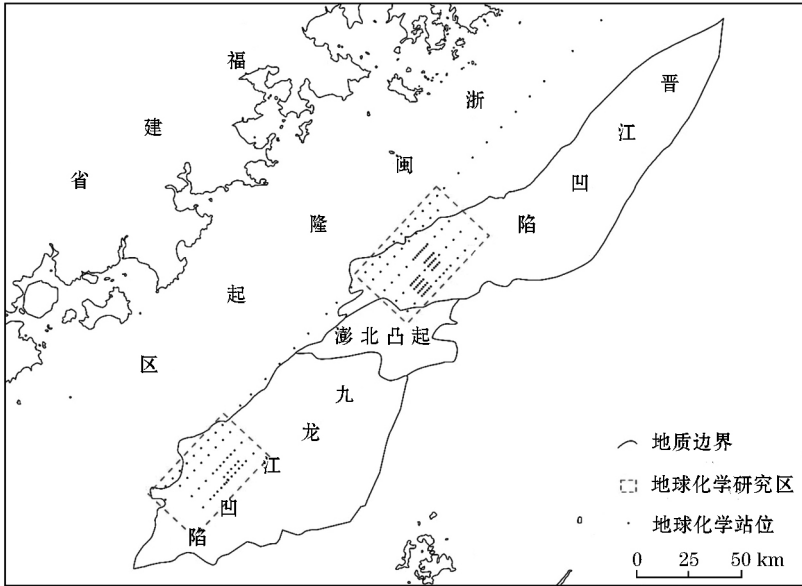 福建省
浙闽隆起区
晋江凹陷
澎北凸起
九龙江凹陷
地质边界
地球化学研究区
地球化学站位
0 25 50 km